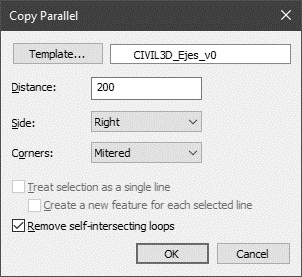 Copy Parallel
Template... CIVIL3D_Ejes_v0
Distance: 200
Side: Right
Corners: Mitered
Treat selection as a single line
Create a new feature for each selected line
Remove self-intersecting loops
OK Cancel